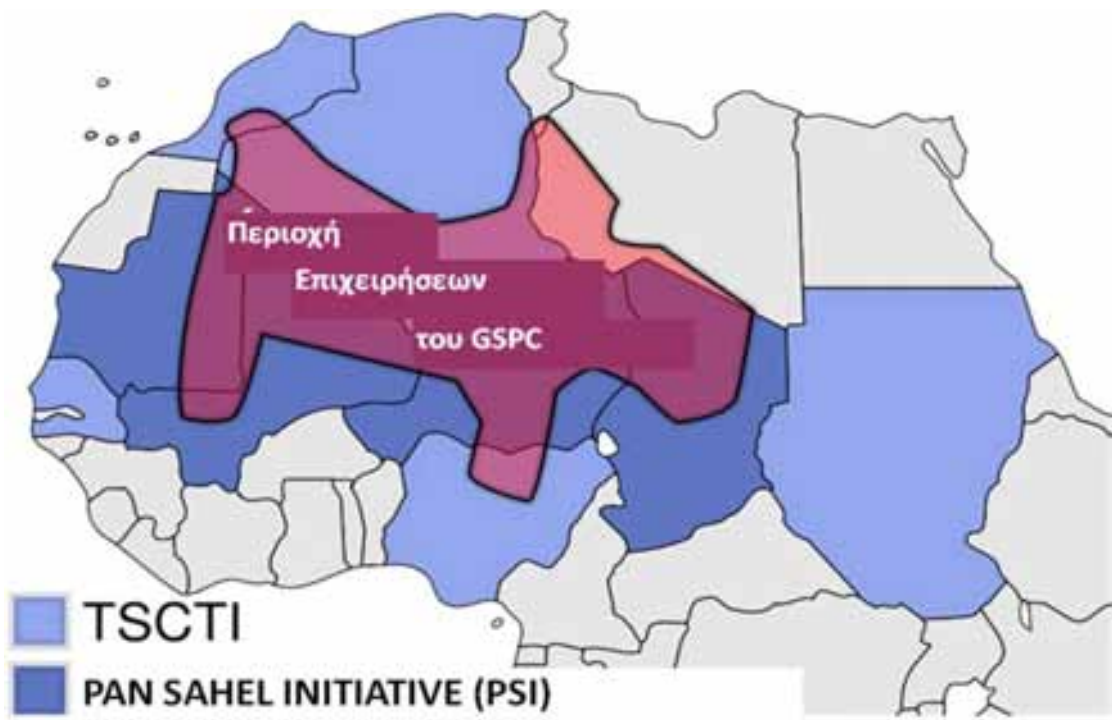 Περιοχή
Επιχειρήσεων
του GSPC
TSCTI
PAN SAHEL INITIATIVE (PSI)